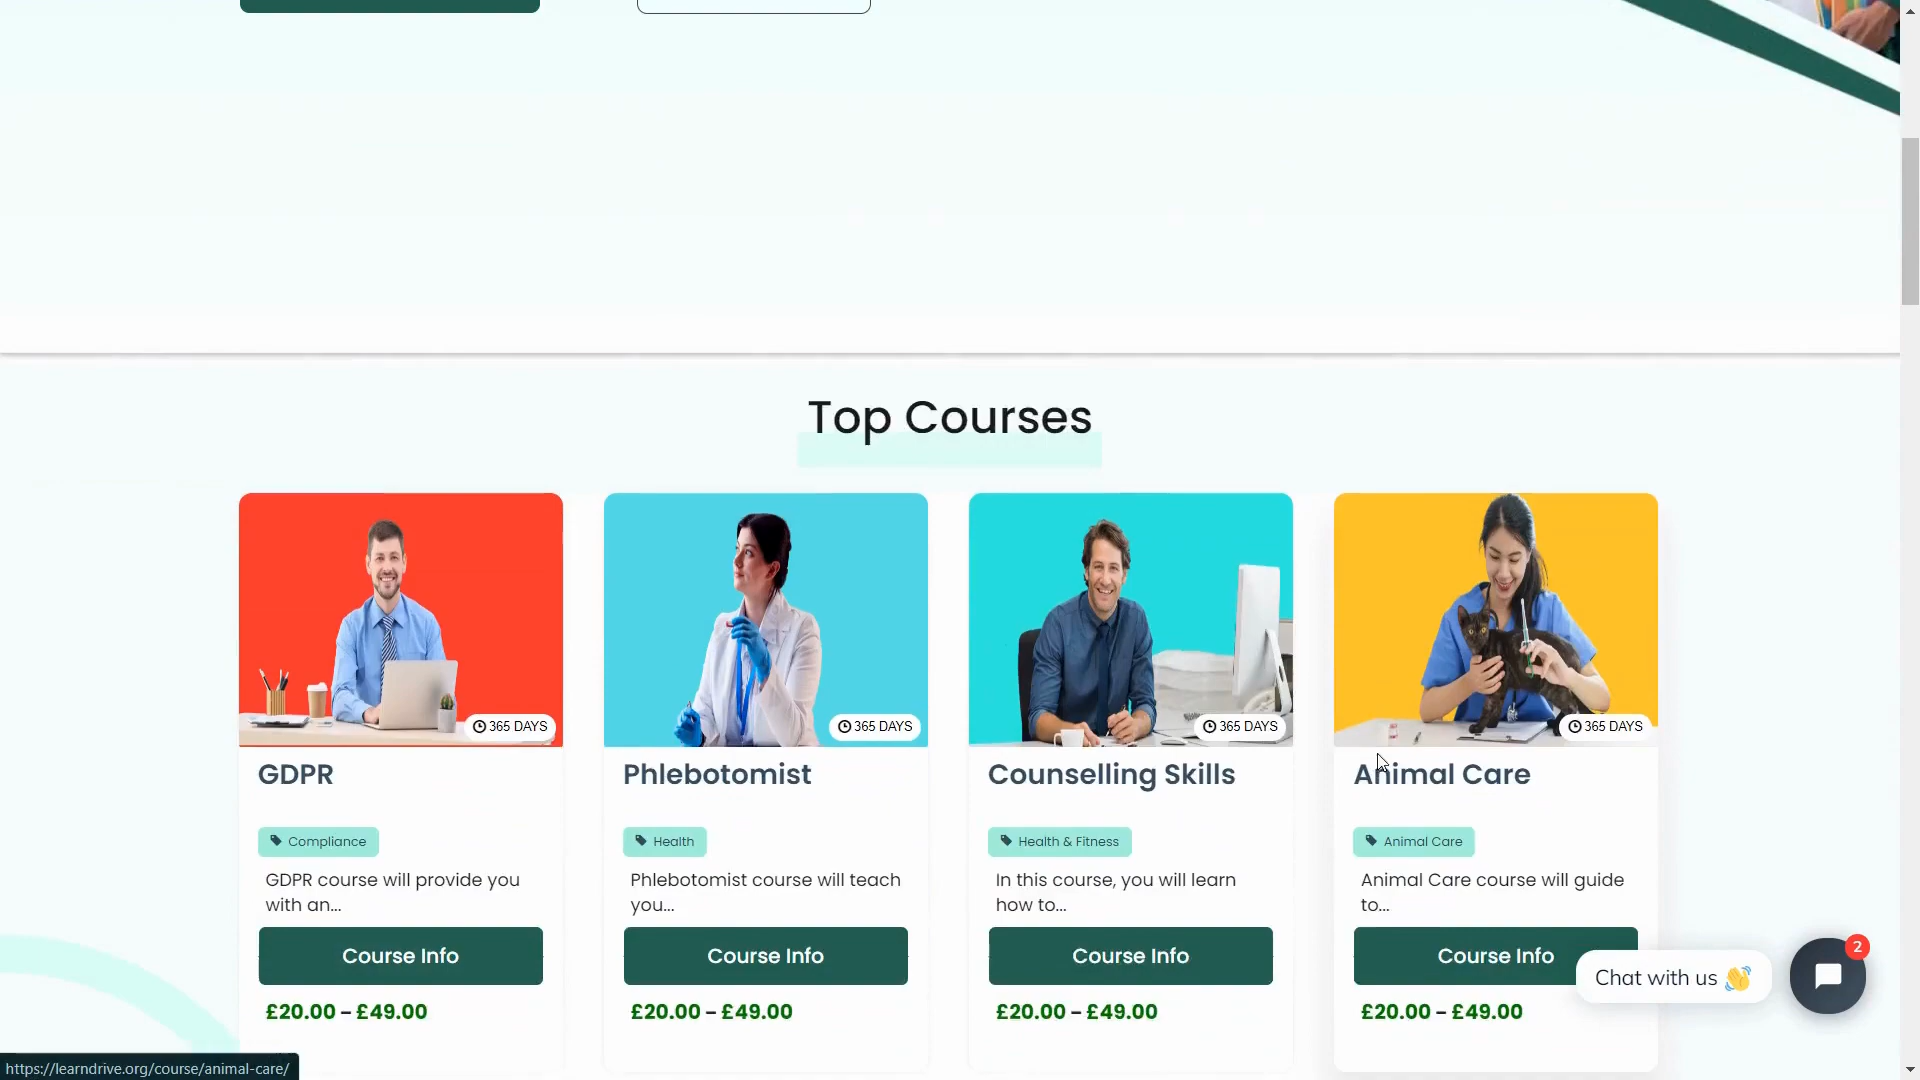 Top Courses
365 DAYS
365 DAYS
365 DAYS
365 DAYS
GDPR
Phlebotomist
Counselling Skills
Animal Care
Compliance
Health
Health & Fitness
Animal Care
GDPR course will provide you
with an...
Phlebotomist course will teach
you...
In this course, you will learn
how to...
Animal Care course will guide
to...
Course Info
Course Info
Course Info
Course Info
£20.00 – £49.00
£20.00 – £49.00
£20.00 – £49.00
£20.00 – £49.00
Chat with us 👋
2
https://learndrive.org/course/animal-care/